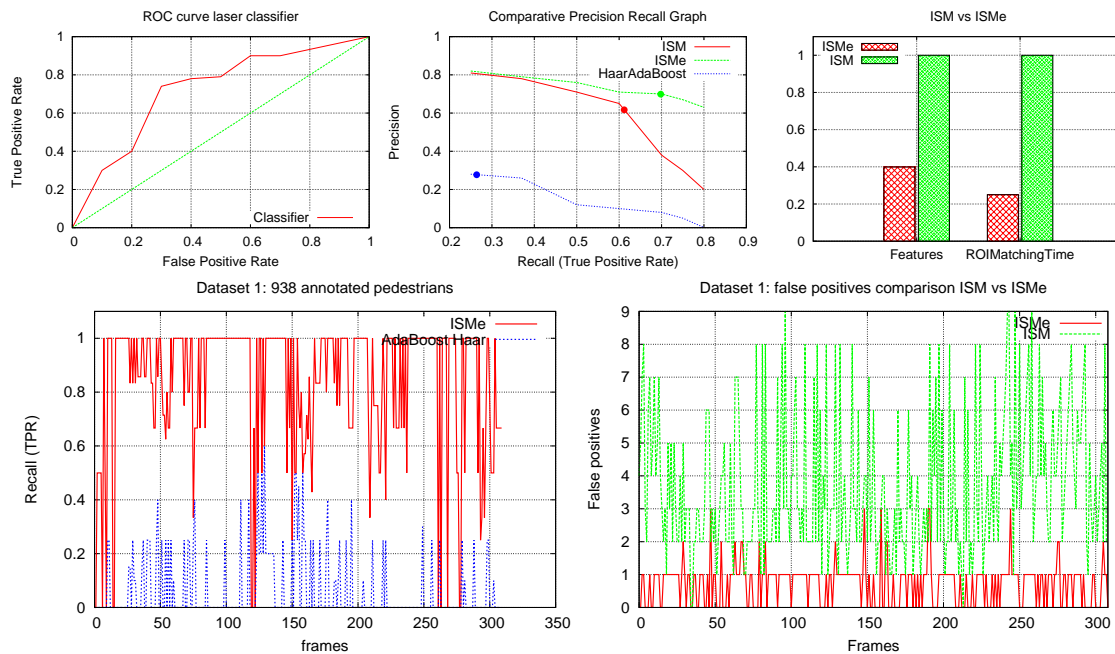 ROC curve laser classifier
1
0.8
0.6
0.4
0.2
0
True Positive Rate
Classifier
0 0.2 0.4 0.6 0.8 1
False Positive Rate
Comparative Precision Recall Graph
1
0.8
0.6
0.4
0.2
0
Precision
ISM
ISMe
HaarAdaBoost
0.2 0.3 0.4 0.5 0.6 0.7 0.8 0.9
Recall (True Positive Rate)
ISM vs ISMe
ISMe
ISM
1
0.8
0.6
0.4
0.2
0
Features ROIMatchingTime
Dataset 1: 938 annotated pedestrians
1
0.8
0.6
0.4
0.2
0
Recall (TPR)
ISMe
AdaBoost Haar
0 50 100 150 200 250 300 350
frames
Dataset 1: false positives comparison ISM vs ISMe
9
8
7
6
5
4
3
2
1
0
False positives
ISMe
ISM
0 50 100 150 200 250 300
Frames